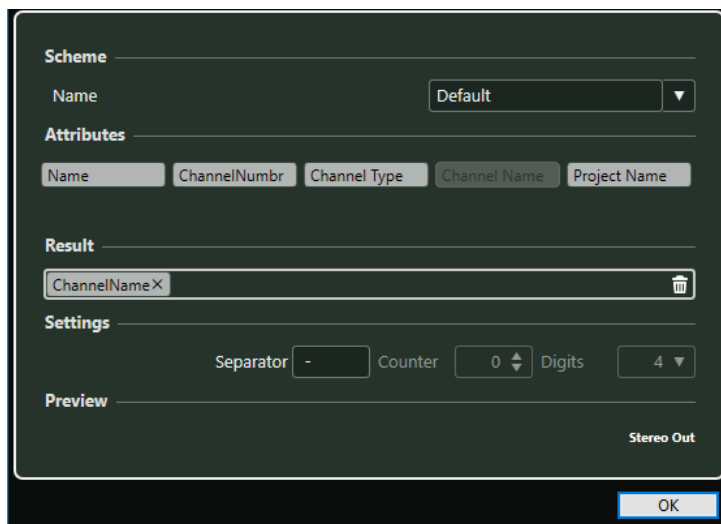 Scheme
Name Default
Attributes
Name ChannelNumbr Channel Type Channel Name Project Name
Result
ChannelName×
Settings
Separator - Counter 0 Digits 4
Preview
Stereo Out
OK